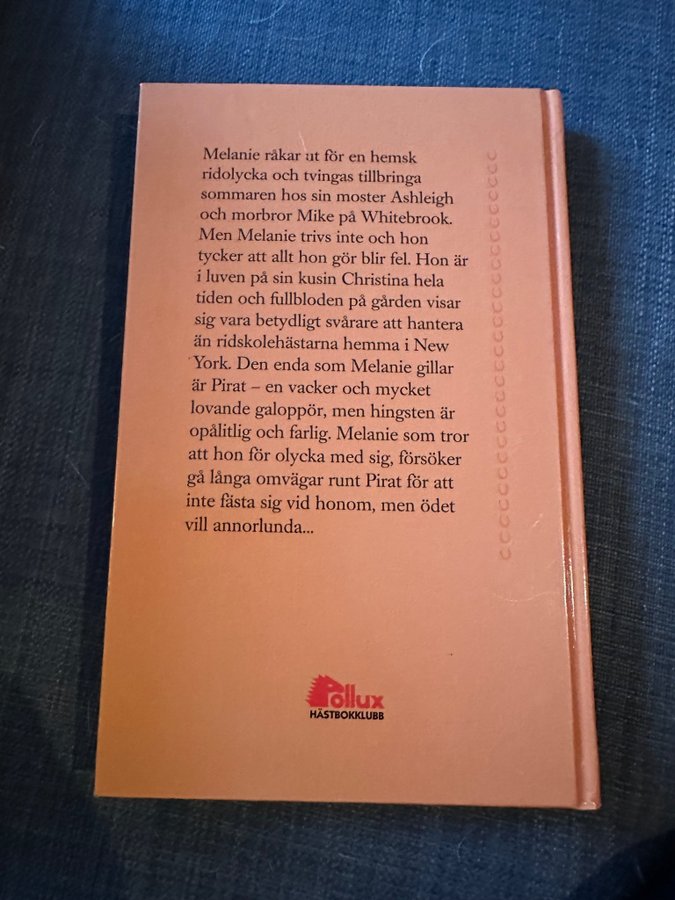 Melanie råkar ut för en hemsk
ridolycka och tvingas tillbringa
sommaren hos sin moster Ashleigh
och morbror Mike på Whitebrook.
Men Melanie trivs inte och hon
tycker att allt hon gör blir fel. Hon är
i luven på sin kusin Christina hela
tiden och fullbloden på gården visar
sig vara betydligt svårare att hantera
än ridskolehästarna hemma i New
York. Den enda som Melanie gillar
är Pirat – en vacker och mycket
lovande galoppör, men hingsten är
opålitlig och farlig. Melanie som tror
att hon för olycka med sig, försöker
gå långa omvägar runt Pirat för att
inte fästa sig vid honom, men ödet
vill annorlunda...
Pollux
HÄSTBOKKLUBB